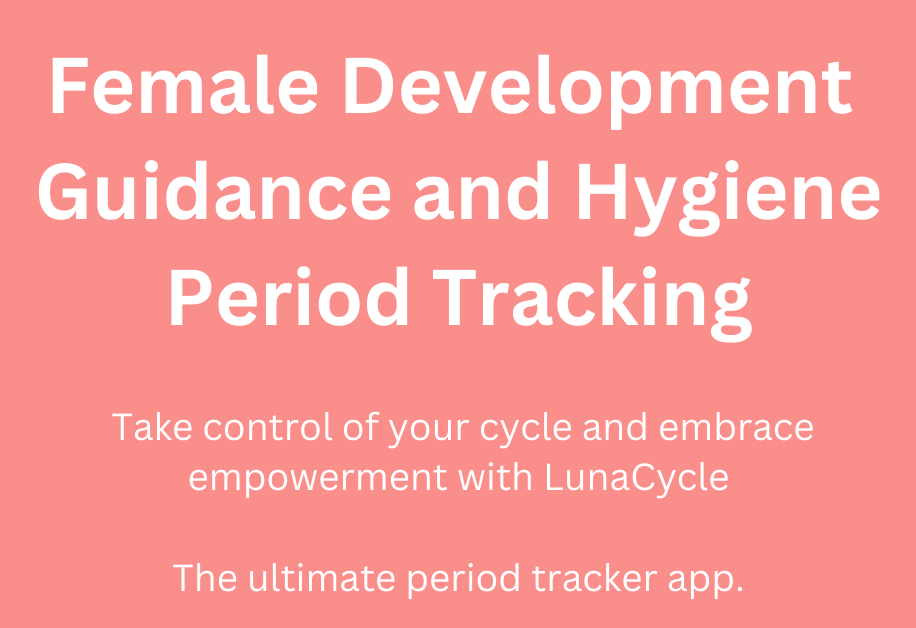 Female Development
Guidance and Hygiene
Period Tracking
Take control of your cycle and embrace
empowerment with LunaCycle
The ultimate period tracker app.